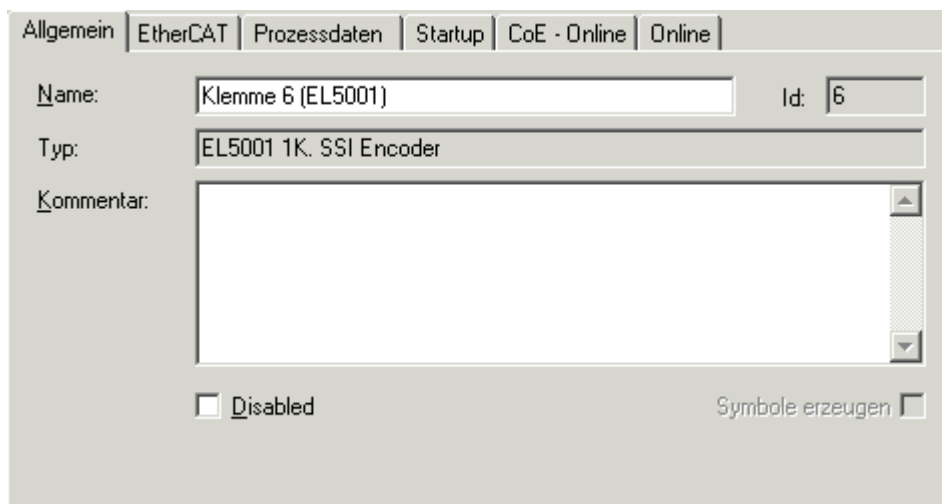 Allgemein EtherCAT Prozessdaten Startup CoE - Online Online
Name: Klemme 6 (EL5001) Id: 6
Typ: EL5001 1K. SSI Encoder
Kommentar:
Disabled Symbole erzeugen